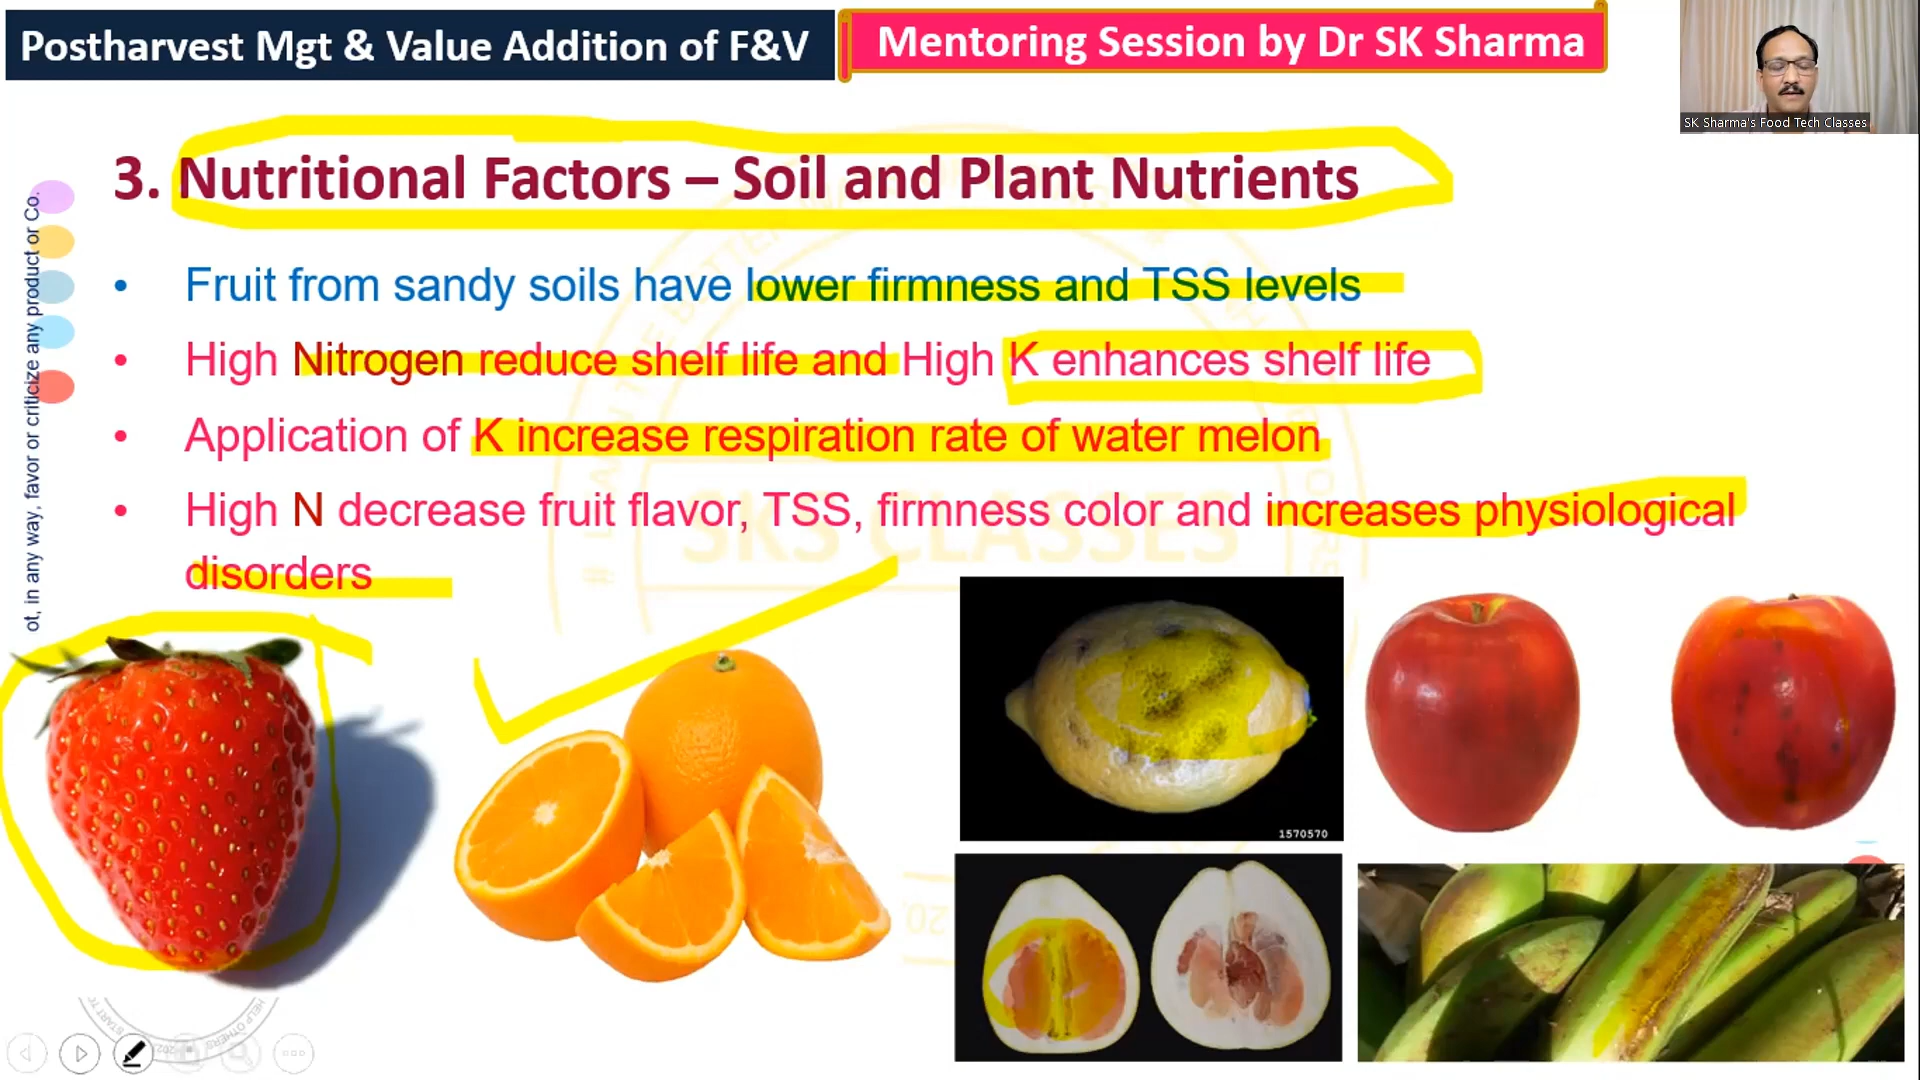 Postharvest Mgt & Value Addition of F&V
Mentoring Session by Dr SK Sharma
SK Sharma's Food Tech Classes
3. Nutritional Factors – Soil and Plant Nutrients
• Fruit from sandy soils have lower firmness and TSS levels
• High Nitrogen reduce shelf life and High K enhances shelf life
• Application of K increase respiration rate of water melon
• High N decrease fruit flavor, TSS, firmness color and increases physiological
disorders
ot, in any way, favor or criticize any product or Co.
SKS CLASSES
1570570